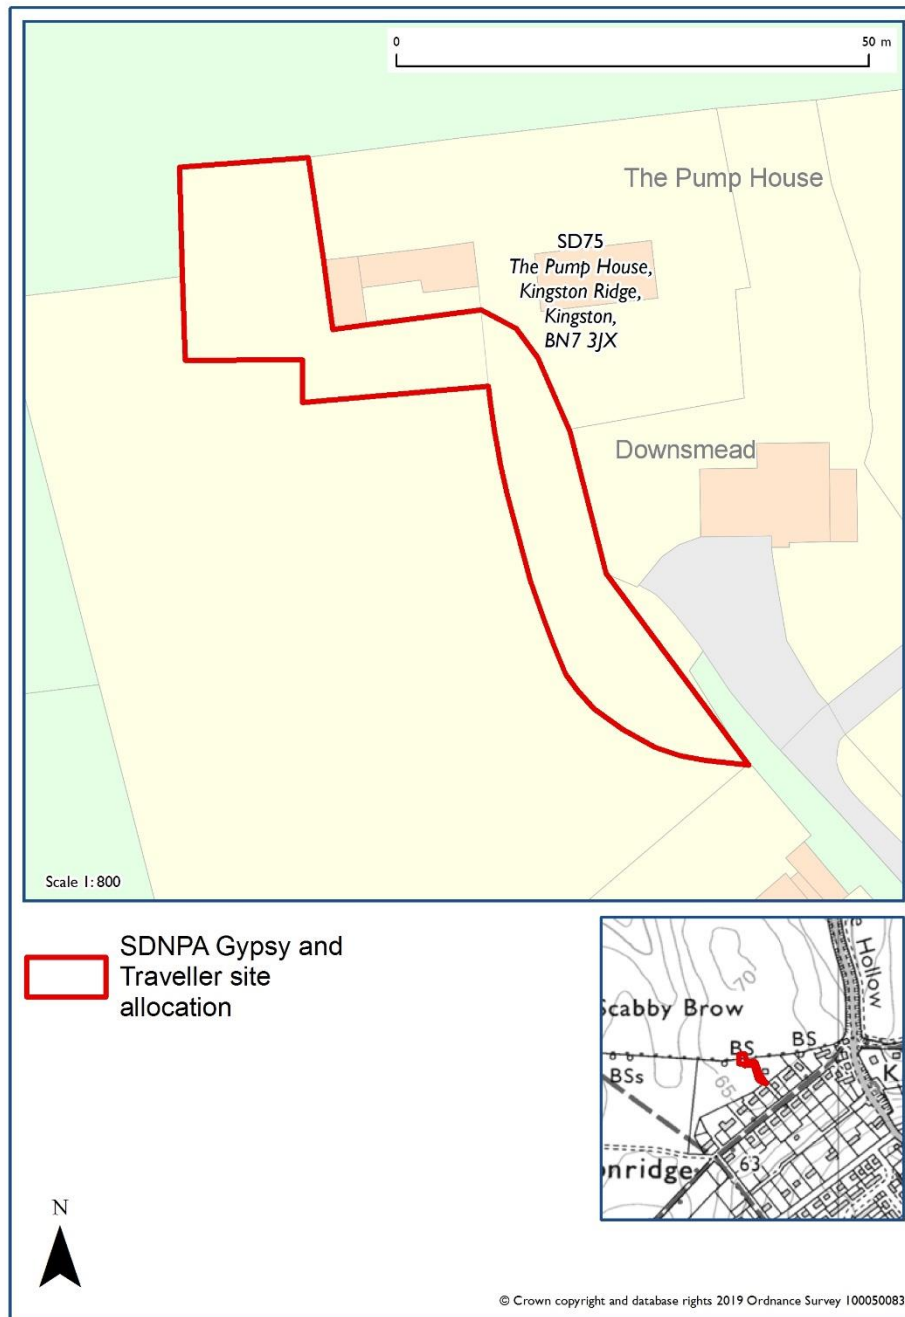 0
50 m
The Pump House
SD75
The Pump House,
Kingston Ridge,
Kingston,
BN7 3JX
Downsmead
Scale 1:800
SDNPA Gypsy and
Traveller site
allocation
Hollow
70
Scabby Brow
BS
BS
BSs
65
K
63
onridge
N
© Crown copyright and database rights 2019 Ordnance Survey 100050083